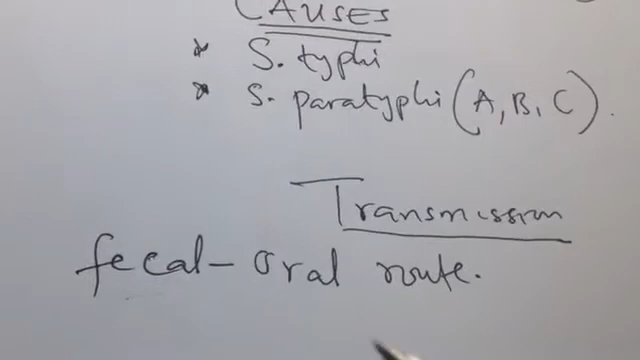 CAUSES
* S. typhi
* S. paratyphi (A, B, C).
Transmission
fecal-oral route.